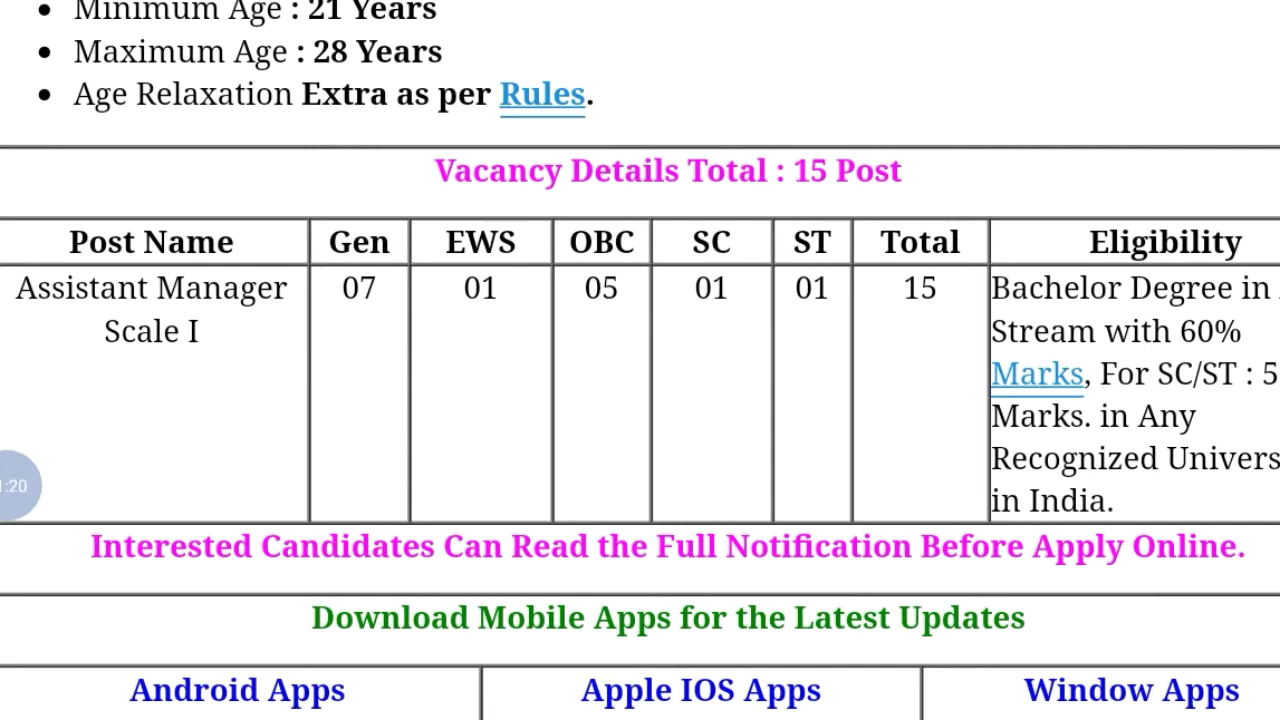 Minimum Age : 21 Years
Maximum Age : 28 Years
Age Relaxation Extra as per Rules.
Vacancy Details Total : 15 Post
Post Name Gen EWS OBC SC ST Total Eligibility
Assistant Manager Scale I 07 01 05 01 01 15
Bachelor Degree in
Stream with 60%
Marks, For SC/ST : 5
Marks. in Any
Recognized Univers
in India.
:20
Interested Candidates Can Read the Full Notification Before Apply Online.
Download Mobile Apps for the Latest Updates
Android Apps Apple IOS Apps Window Apps